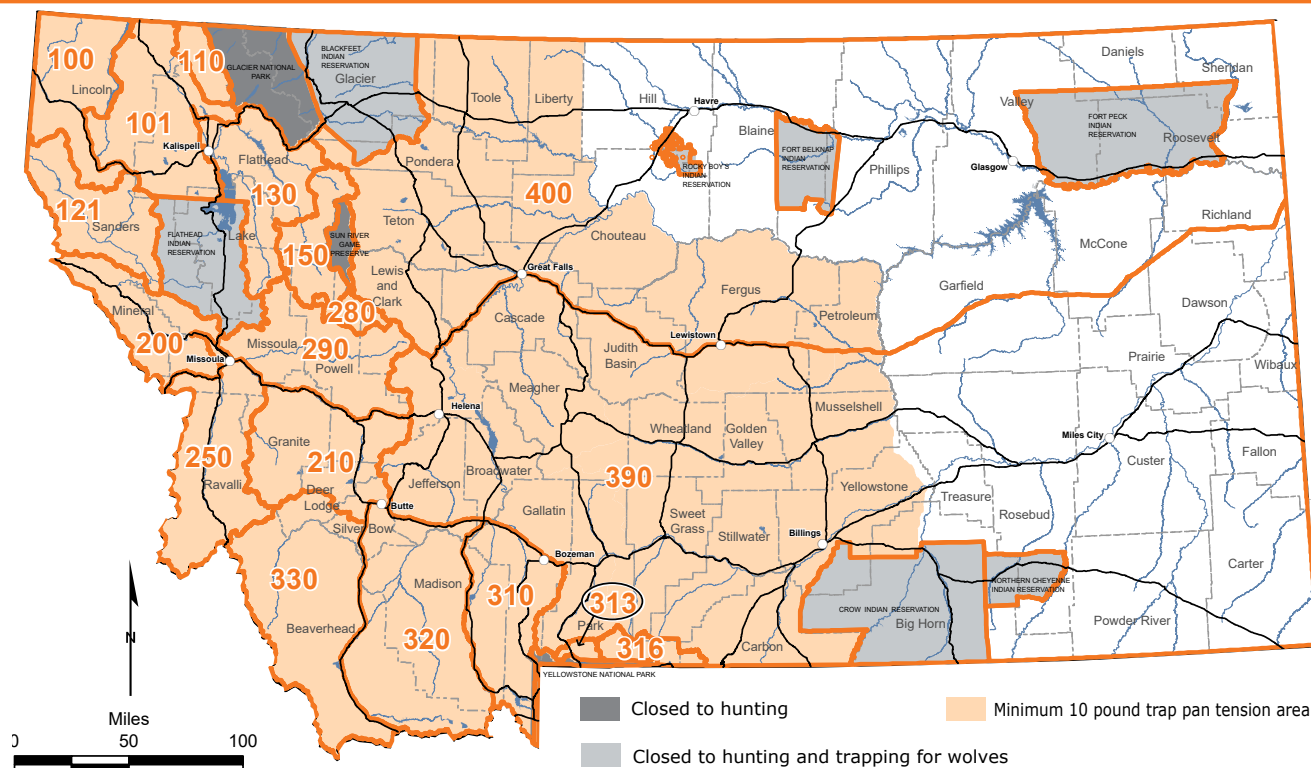 100
Lincoln
110
GLACIER NATIONAL
PARK
BLACKFEET
INDIAN
RESERVATION
Glacier
Toole
Liberty
Hill
Havre
Blaine
Daniels
Sheridan
Valley
FORT PECK
INDIAN
RESERVATION
Roosevelt
101
Kalispell
Flathead
Pondera
ROCKY BOY'S
INDIAN
RESERVATION
FORT BELKNAP
INDIAN
RESERVATION
Phillips
Glasgow
130
400
121
Sanders
FLATHEAD
INDIAN
RESERVATION
Lake
150
SUN RIVER
GAME
PRESERVE
Teton
Chouteau
Richland
McCone
Lewis
and
Clark
Great Falls
Fergus
Garfield
Dawson
Mineral
280
Cascade
Petroleum
200
Missoula
Missoula
290
Powell
Judith
Basin
Lewistown
Prairie
Wibaux
Meagher
Helena
Musselshell
Wheatland
Golden
Valley
Miles City
250
Granite
210
Ravalli
Deer
Lodge
Jefferson
Broadwater
390
Yellowstone
Custer
Fallon
Treasure
Rosebud
Butte
Silver Bow
Gallatin
Sweet
Grass
Stillwater
Billings
330
Bozeman
Madison
310
313
Park
CROW INDIAN RESERVATION
Big Horn
NORTHERN CHEYENNE
INDIAN RESERVATION
Carter
Powder River
Beaverhead
320
316
Carbon
YELLOWSTONE NATIONAL PARK
N
Miles
0 50 100
Closed to hunting
Minimum 10 pound trap pan tension area
Closed to hunting and trapping for wolves